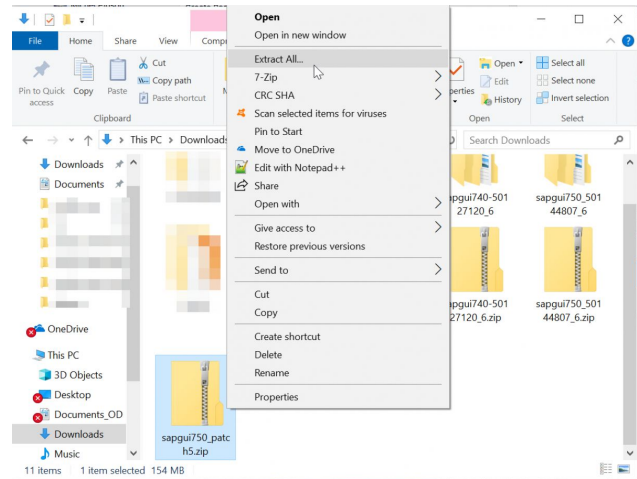 File
Home
Share
View
Pin to Quick
access
Copy
Paste
Cut
Copy path
Paste shortcut
Clipboard
Open
Edit
History
Open
Select all
Select none
Invert selection
Select
This PC > Downloads
Search Downloads
Open
Open in new window
Extract All...
7-Zip
CRC SHA
Scan selected items for viruses
Pin to Start
Move to OneDrive
Edit with Notepad++
Share
Open with
Give access to
Restore previous versions
Send to
Cut
Copy
Create shortcut
Delete
Rename
Properties
Downloads
Documents
OneDrive
This PC
3D Objects
Desktop
Documents_OD
Downloads
Music
sapgui750_patc
h5.zip
apgui740-501
27120_6
sapgui750_501
44807_6
apgui740-501
27120_6.zip
sapgui750_501
44807_6.zip
11 items
1 item selected 154 MB